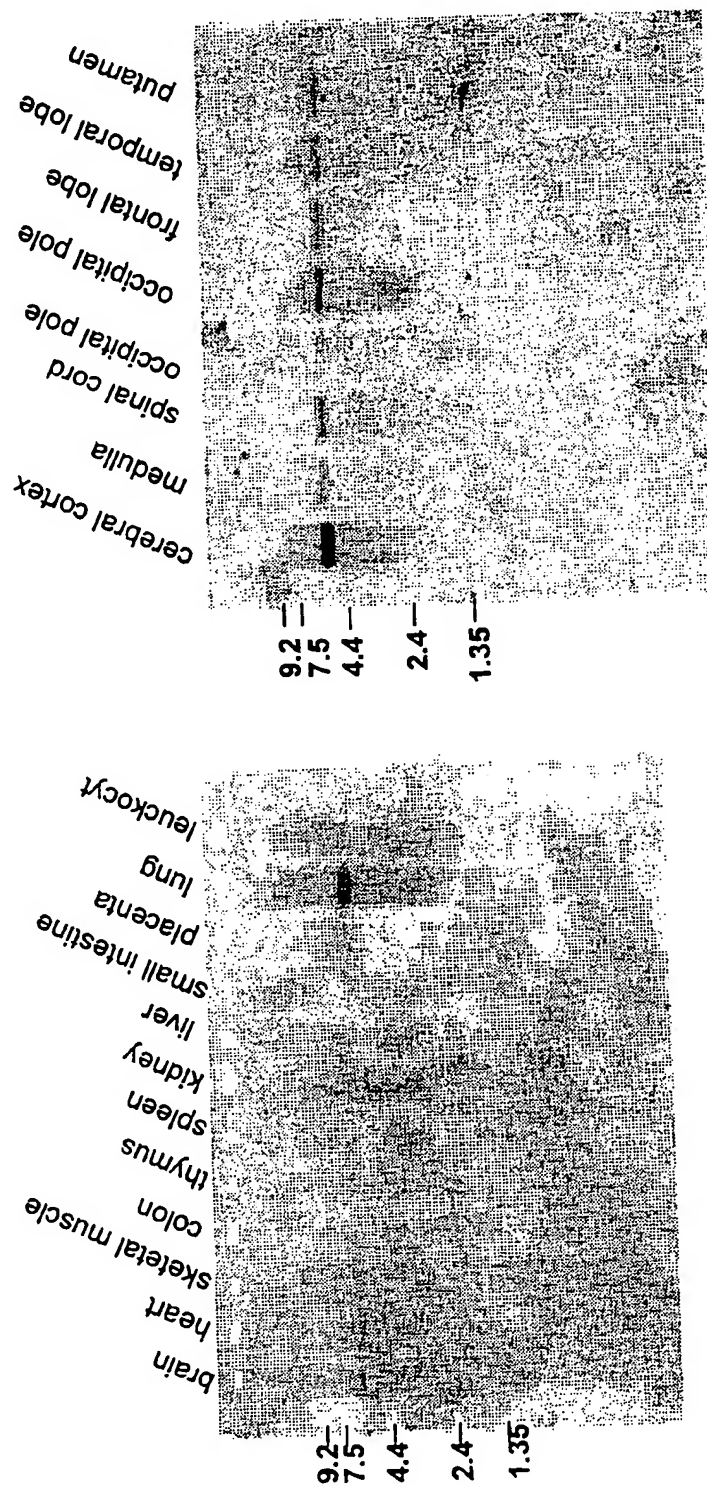 brain
heart
sketetal muscle
colon
thymus
spleen
kidney
liver
small intestine
placenta
lung
leuckocyt
9.2
7.5
4.4
2.4
1.35
cerebral cortex
medulla
spinal cord
occipital pole
occipital pole
frontal lobe
temporal lobe
putamen
9.2
7.5
4.4
2.4
1.35